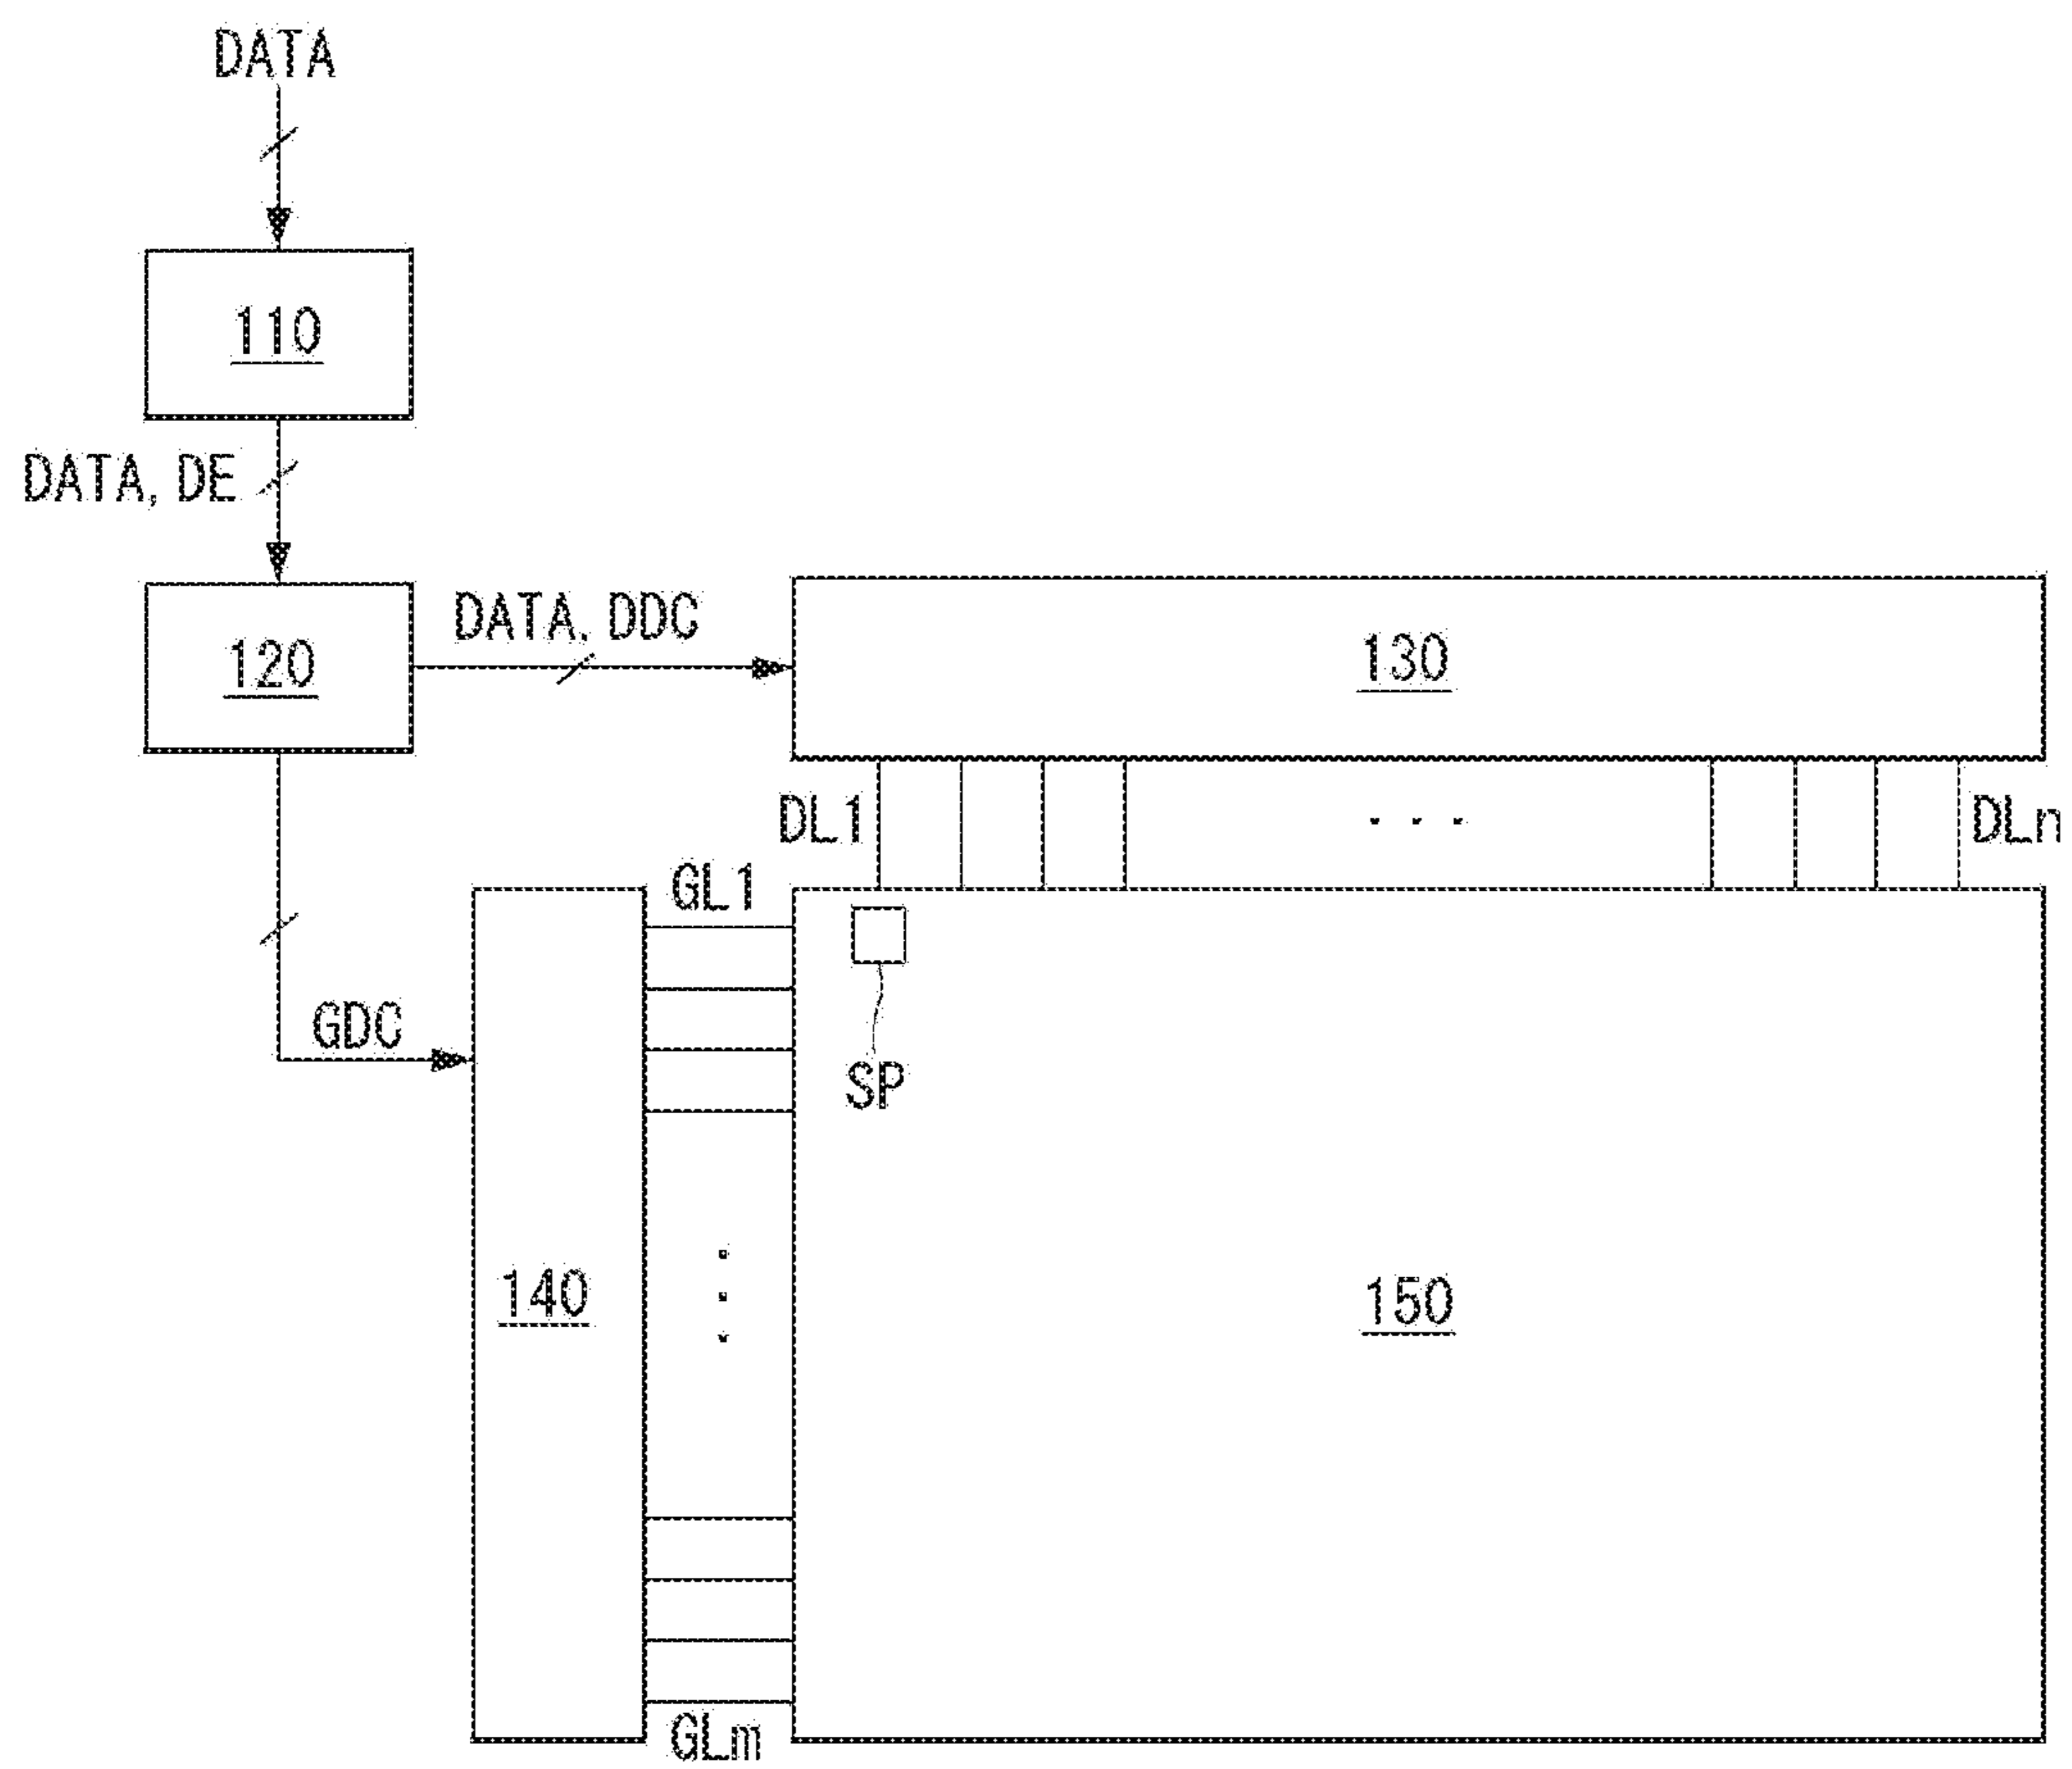 DATA
110
DATA, DE
120
DATA, DDC
130
DL1
. . .
DLn
GL1
GDC
SP
140
150
GLm